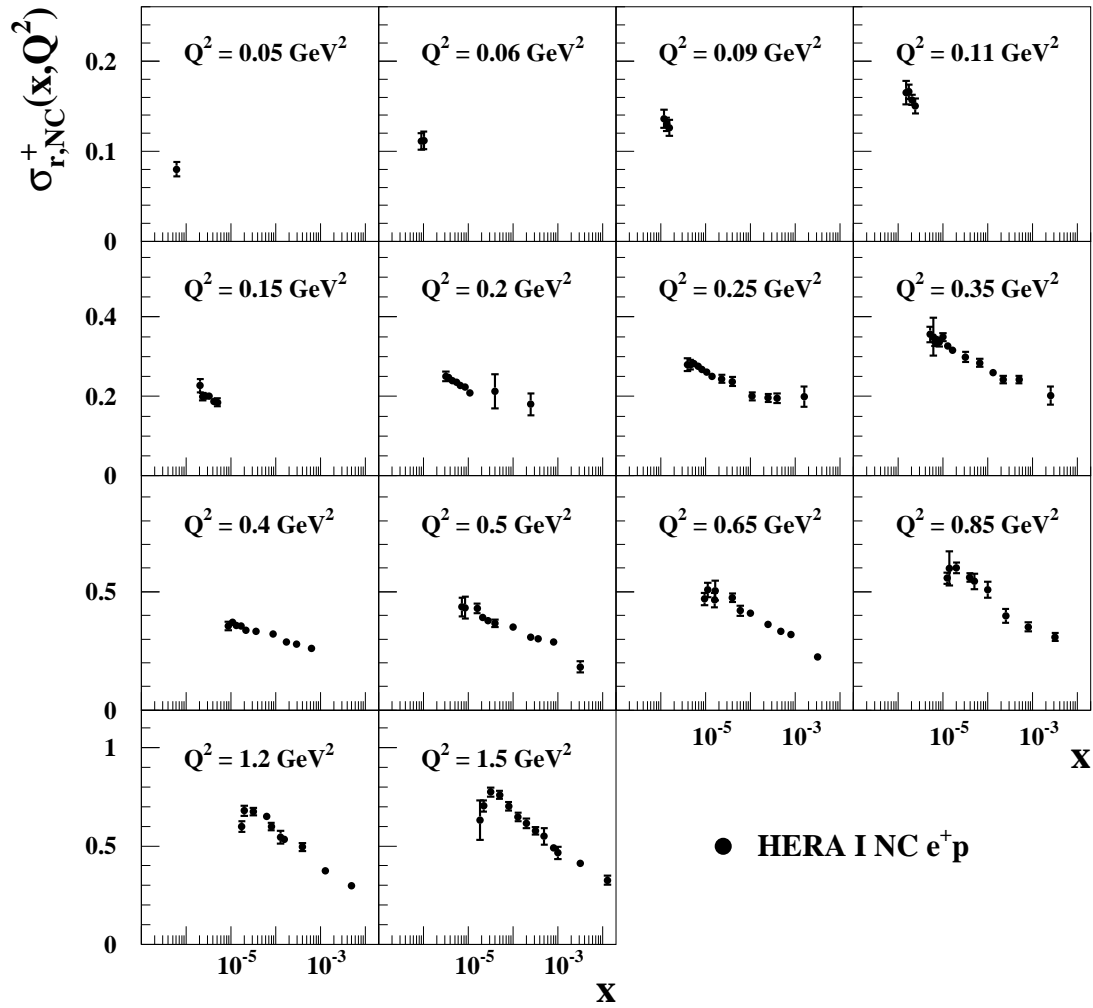 σ⁺r,NC(x,Q²)
Q² = 0.05 GeV²
Q² = 0.06 GeV²
Q² = 0.09 GeV²
Q² = 0.11 GeV²
0.2
0.1
0
Q² = 0.15 GeV²
Q² = 0.2 GeV²
Q² = 0.25 GeV²
Q² = 0.35 GeV²
0.4
0.2
0
Q² = 0.4 GeV²
Q² = 0.5 GeV²
Q² = 0.65 GeV²
Q² = 0.85 GeV²
0.5
0
10⁻⁵ 10⁻³ 10⁻⁵ 10⁻³
x
Q² = 1.2 GeV²
Q² = 1.5 GeV²
1
0.5
0
HERA I NC e⁺p
10⁻⁵ 10⁻³ 10⁻⁵ 10⁻³
x